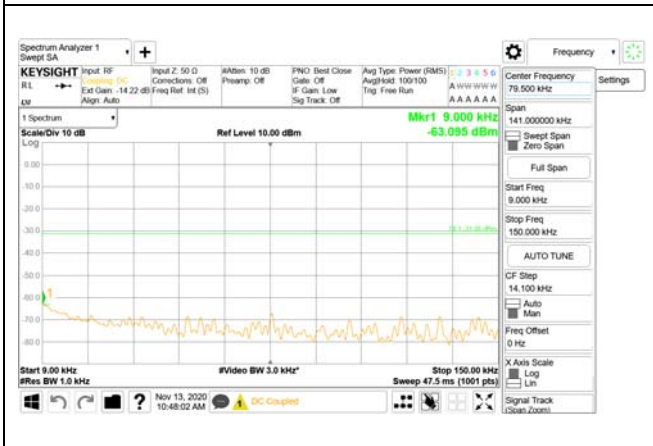 Spectrum Analyzer 1
Swept SA
+
Frequency
KEYSIGHT
RL
Input: RF
Coupling: DC
Ext Gain: -14.22 dB
Align: Auto
Input Z: 50 Ω
Corrections: Off
Freq Ref: Int (S)
#Atten: 10 dB
Preamp: Off
PNO: Best Close
Gate: Off
IF Gain: Low
Sig Track: Off
Avg Type: Power (RMS)
Avg|Hold: 100/100
Trig: Free Run
1 2 3 4 5 6
A W W W W W
A A A A A A
1 Spectrum
Scale/Div 10 dB
Ref Level 10.00 dBm
Mkr1 9.000 kHz
-63.095 dBm
Log
0.00
-10.0
-20.0
-30.0
-40.0
-50.0
-60.0
-70.0
-80.0
1
Start 9.00 kHz
#Res BW 1.0 kHz
#Video BW 3.0 kHz*
Stop 150.00 kHz
Sweep 47.5 ms (1001 pts)
Nov 13, 2020
10:48:02 AM
DC Coupled
Center Frequency
79.500 kHz
Settings
Span
141.000000 kHz
Swept Span
Zero Span
Full Span
Start Freq
9.000 kHz
Stop Freq
150.000 kHz
AUTO TUNE
CF Step
14.100 kHz
Auto
Man
Freq Offset
0 Hz
X Axis Scale
Log
Lin
Signal Track
(Span Zoom)